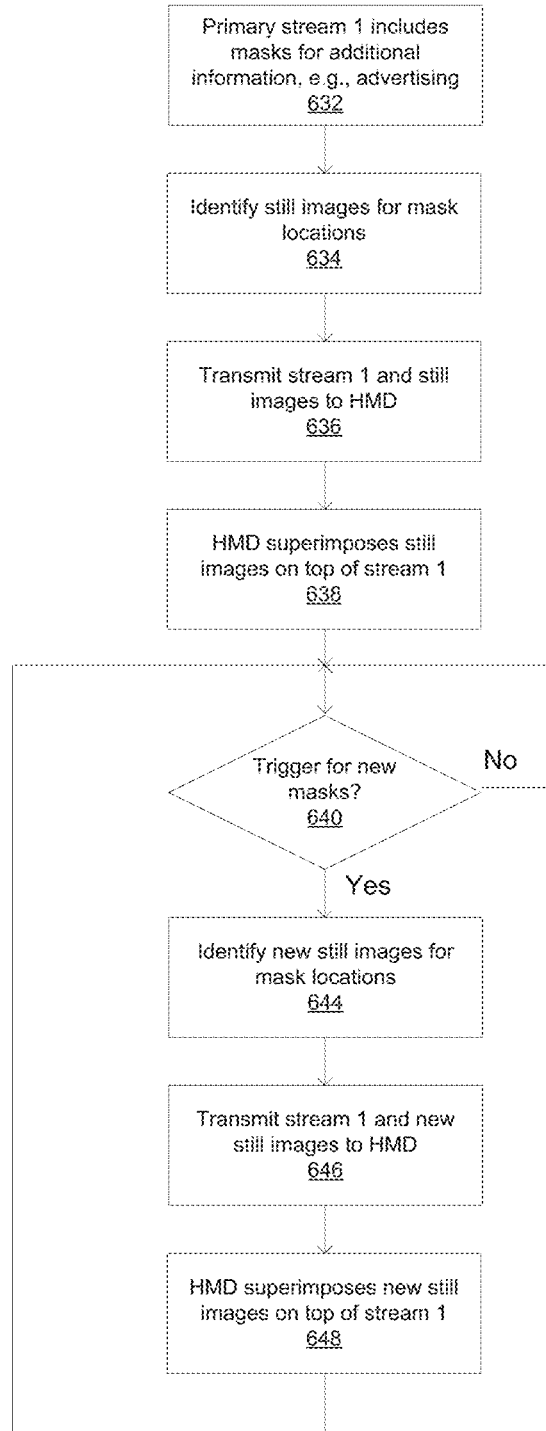 Primary stream 1 includes
masks for additional
information, e.g., advertising
632
Identify still images for mask
locations
634
Transmit stream 1 and still
images to HMD
636
HMD superimposes still
images on top of stream 1
638
Trigger for new
masks?
640
No
Yes
Identify new still images for
mask locations
644
Transmit stream 1 and new
still images to HMD
646
HMD superimposes new still
images on top of stream 1
648